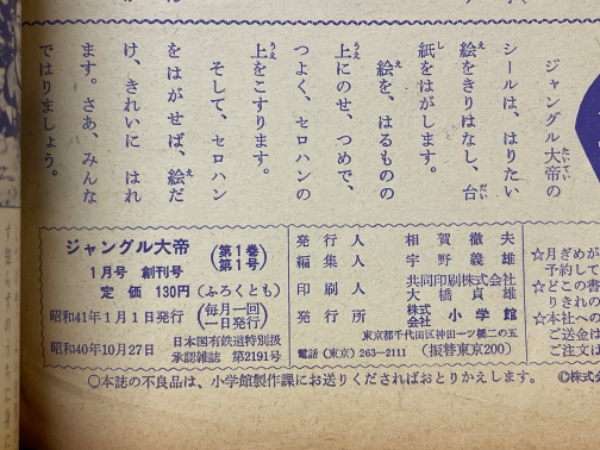 ジャングル大帝の
シールは、はりたい
絵をきりはなし、台
紙をはがします。
絵を、はるものの
上にのせ、つめで、
つよく、セロハンの
上をこすります。
そして、セロハン
をはがせば、絵だ
け、きれいに はれ
ます。さあ、みんな
ではりましょう。
ジャングル大帝 (第1巻 第1号)
1月号 創刊号
定価 130円 (ふろくとも)
昭和41年1月1日発行 (毎月一回 一日発行)
昭和40年10月27日 日本国有鉄道特別扱
承認雑誌 第2191号
発行人 相賀徹夫
編集人 宇野義雄
印刷人 共同印刷株式会社
大橋貞雄
発行所 株式会社 小学館
東京都千代田区神田一ツ橋二の五
電話(東京) 263-2111 (振替東京200)
☆月ぎめが
予約して
☆どこの書
りきれの
☆本社への
ご送金は
ご注文は
○本誌の不良品は、小学館製作課にお送りくださればおとりかえします。 ©株式会